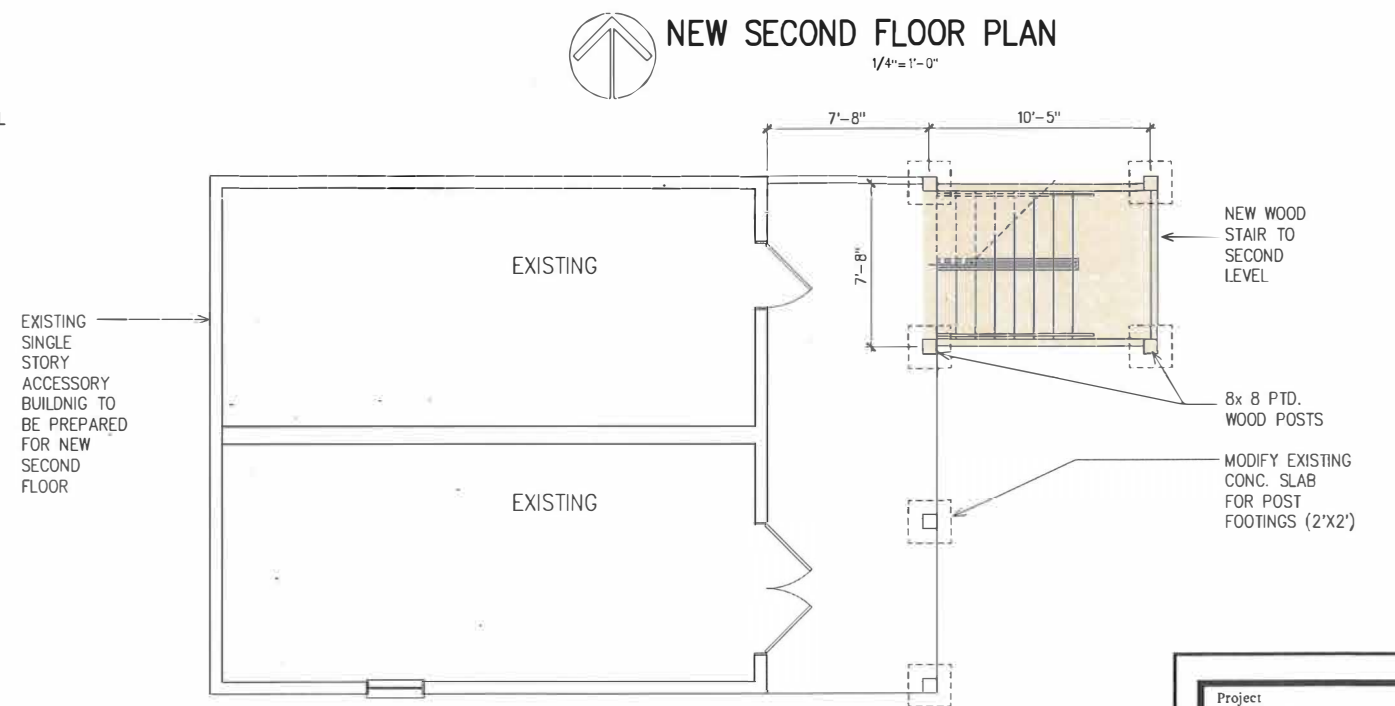 NEW SECOND FLOOR PLAN
1/4"=1'-0"
7'-8"
10'-5"
EXISTING
7'-8"
NEW WOOD
STAIR TO
SECOND
LEVEL
EXISTING
SINGLE
STORY
ACCESSORY
BUILDNIG TO
BE PREPARED
FOR NEW
SECOND
FLOOR
8x 8 PTD.
WOOD POSTS
EXISTING
MODIFY EXISTING
CONC. SLAB
FOR POST
FOOTINGS (2'X2')
Project